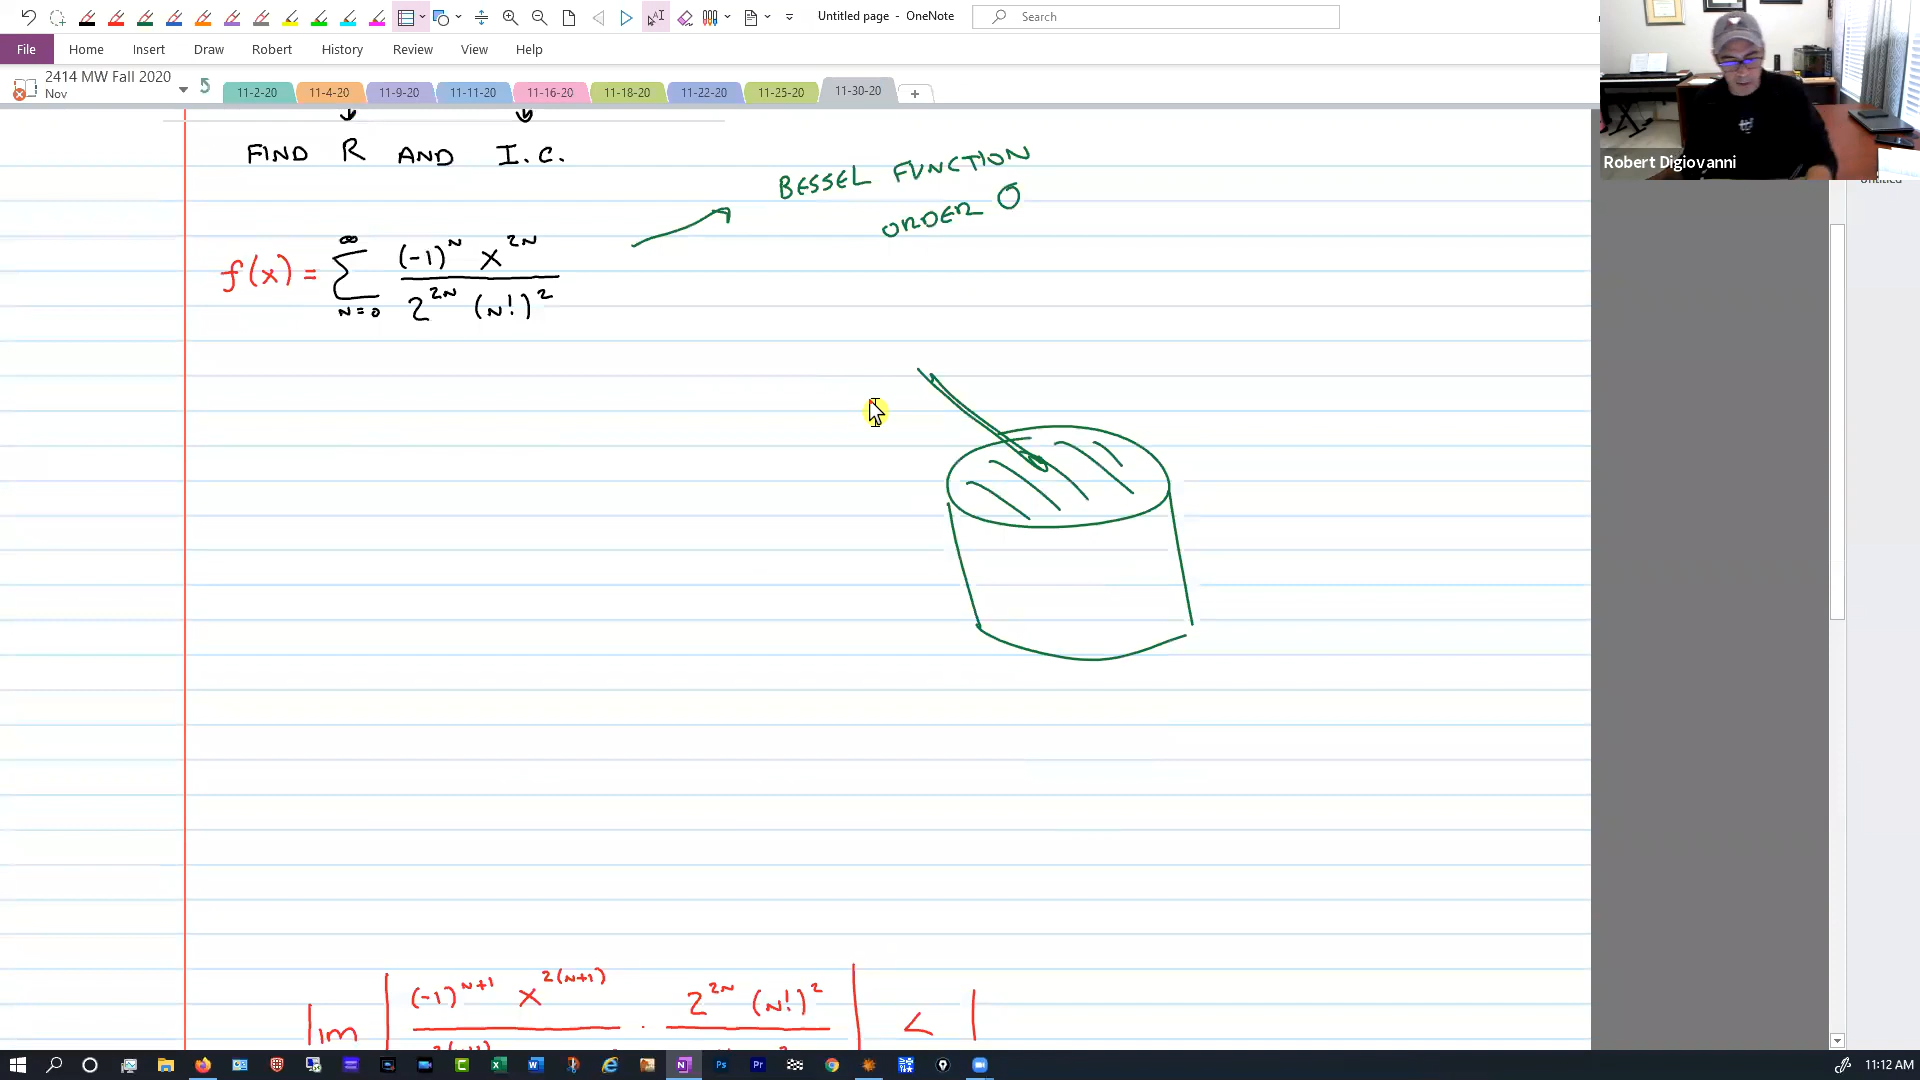 Untitled page - OneNote
Search
File Home Insert Draw Robert History Review View Help
2414 MW Fall 2020
Nov
11-2-20 11-4-20 11-9-20 11-11-20 11-16-20 11-18-20 11-22-20 11-25-20 11-30-20
Robert Digiovanni
FIND R AND I.C.
BESSEL FUNCTION
ORDER 0
f(x) = ∑_{N=0}^{∞} (-1)^N x^{2N} / 2^{2N} (N!)^2
lim | (-1)^{N+1} x^{2(N+1)} · 2^{2N} (N!)^2 | < 1
11:12 AM